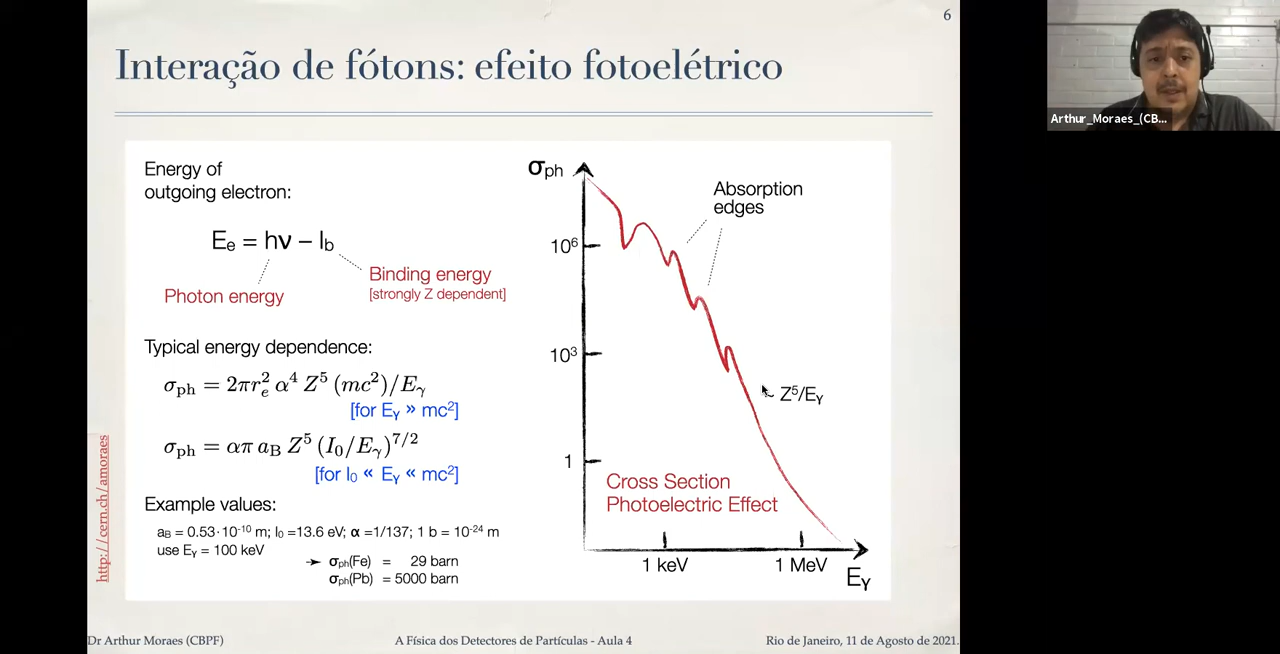 6
Interação de fótons: efeito fotoelétrico
Arthur_Moraes_(CB...
Energy of
outgoing electron:
Eₑ = hν − I_b
Photon energy
Binding energy
[strongly Z dependent]
Typical energy dependence:
σ_ph = 2πr_e² α⁴ Z⁵ (mc²)/E_γ
[for Eγ » mc²]
σ_ph = απ a_B Z⁵ (I₀/E_γ)^{7/2}
[for I₀ « Eγ « mc²]
Example values:
a_B = 0.53·10⁻¹⁰ m; I₀ =13.6 eV; α =1/137; 1 b = 10⁻²⁴ m
use Eγ = 100 keV
→ σ_ph(Fe) = 29 barn
σ_ph(Pb) = 5000 barn
σ_ph
Absorption
edges
10⁶
10³
1
~ Z⁵/Eγ
Cross Section
Photoelectric Effect
1 keV
1 MeV
Eγ
http://cern.ch/amoraes
Dr Arthur Moraes (CBPF)
A Física dos Detectores de Partículas - Aula 4
Rio de Janeiro, 11 de Agosto de 2021.